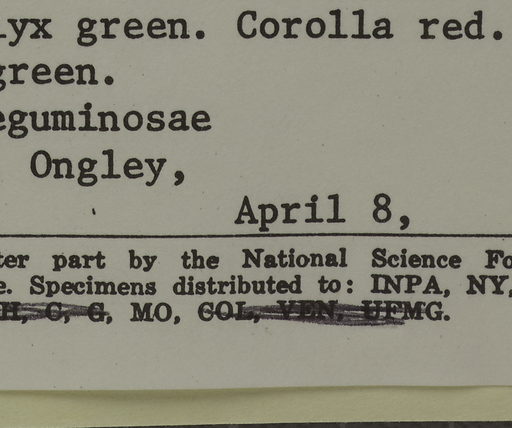 lyx green. Corolla red.
green.
eguminosae
Ongley,
April 8,
ter part by the National Science Fo
e. Specimens distributed to: INPA, NY,
H, C, G, MO, COL, VEN, UFMG.